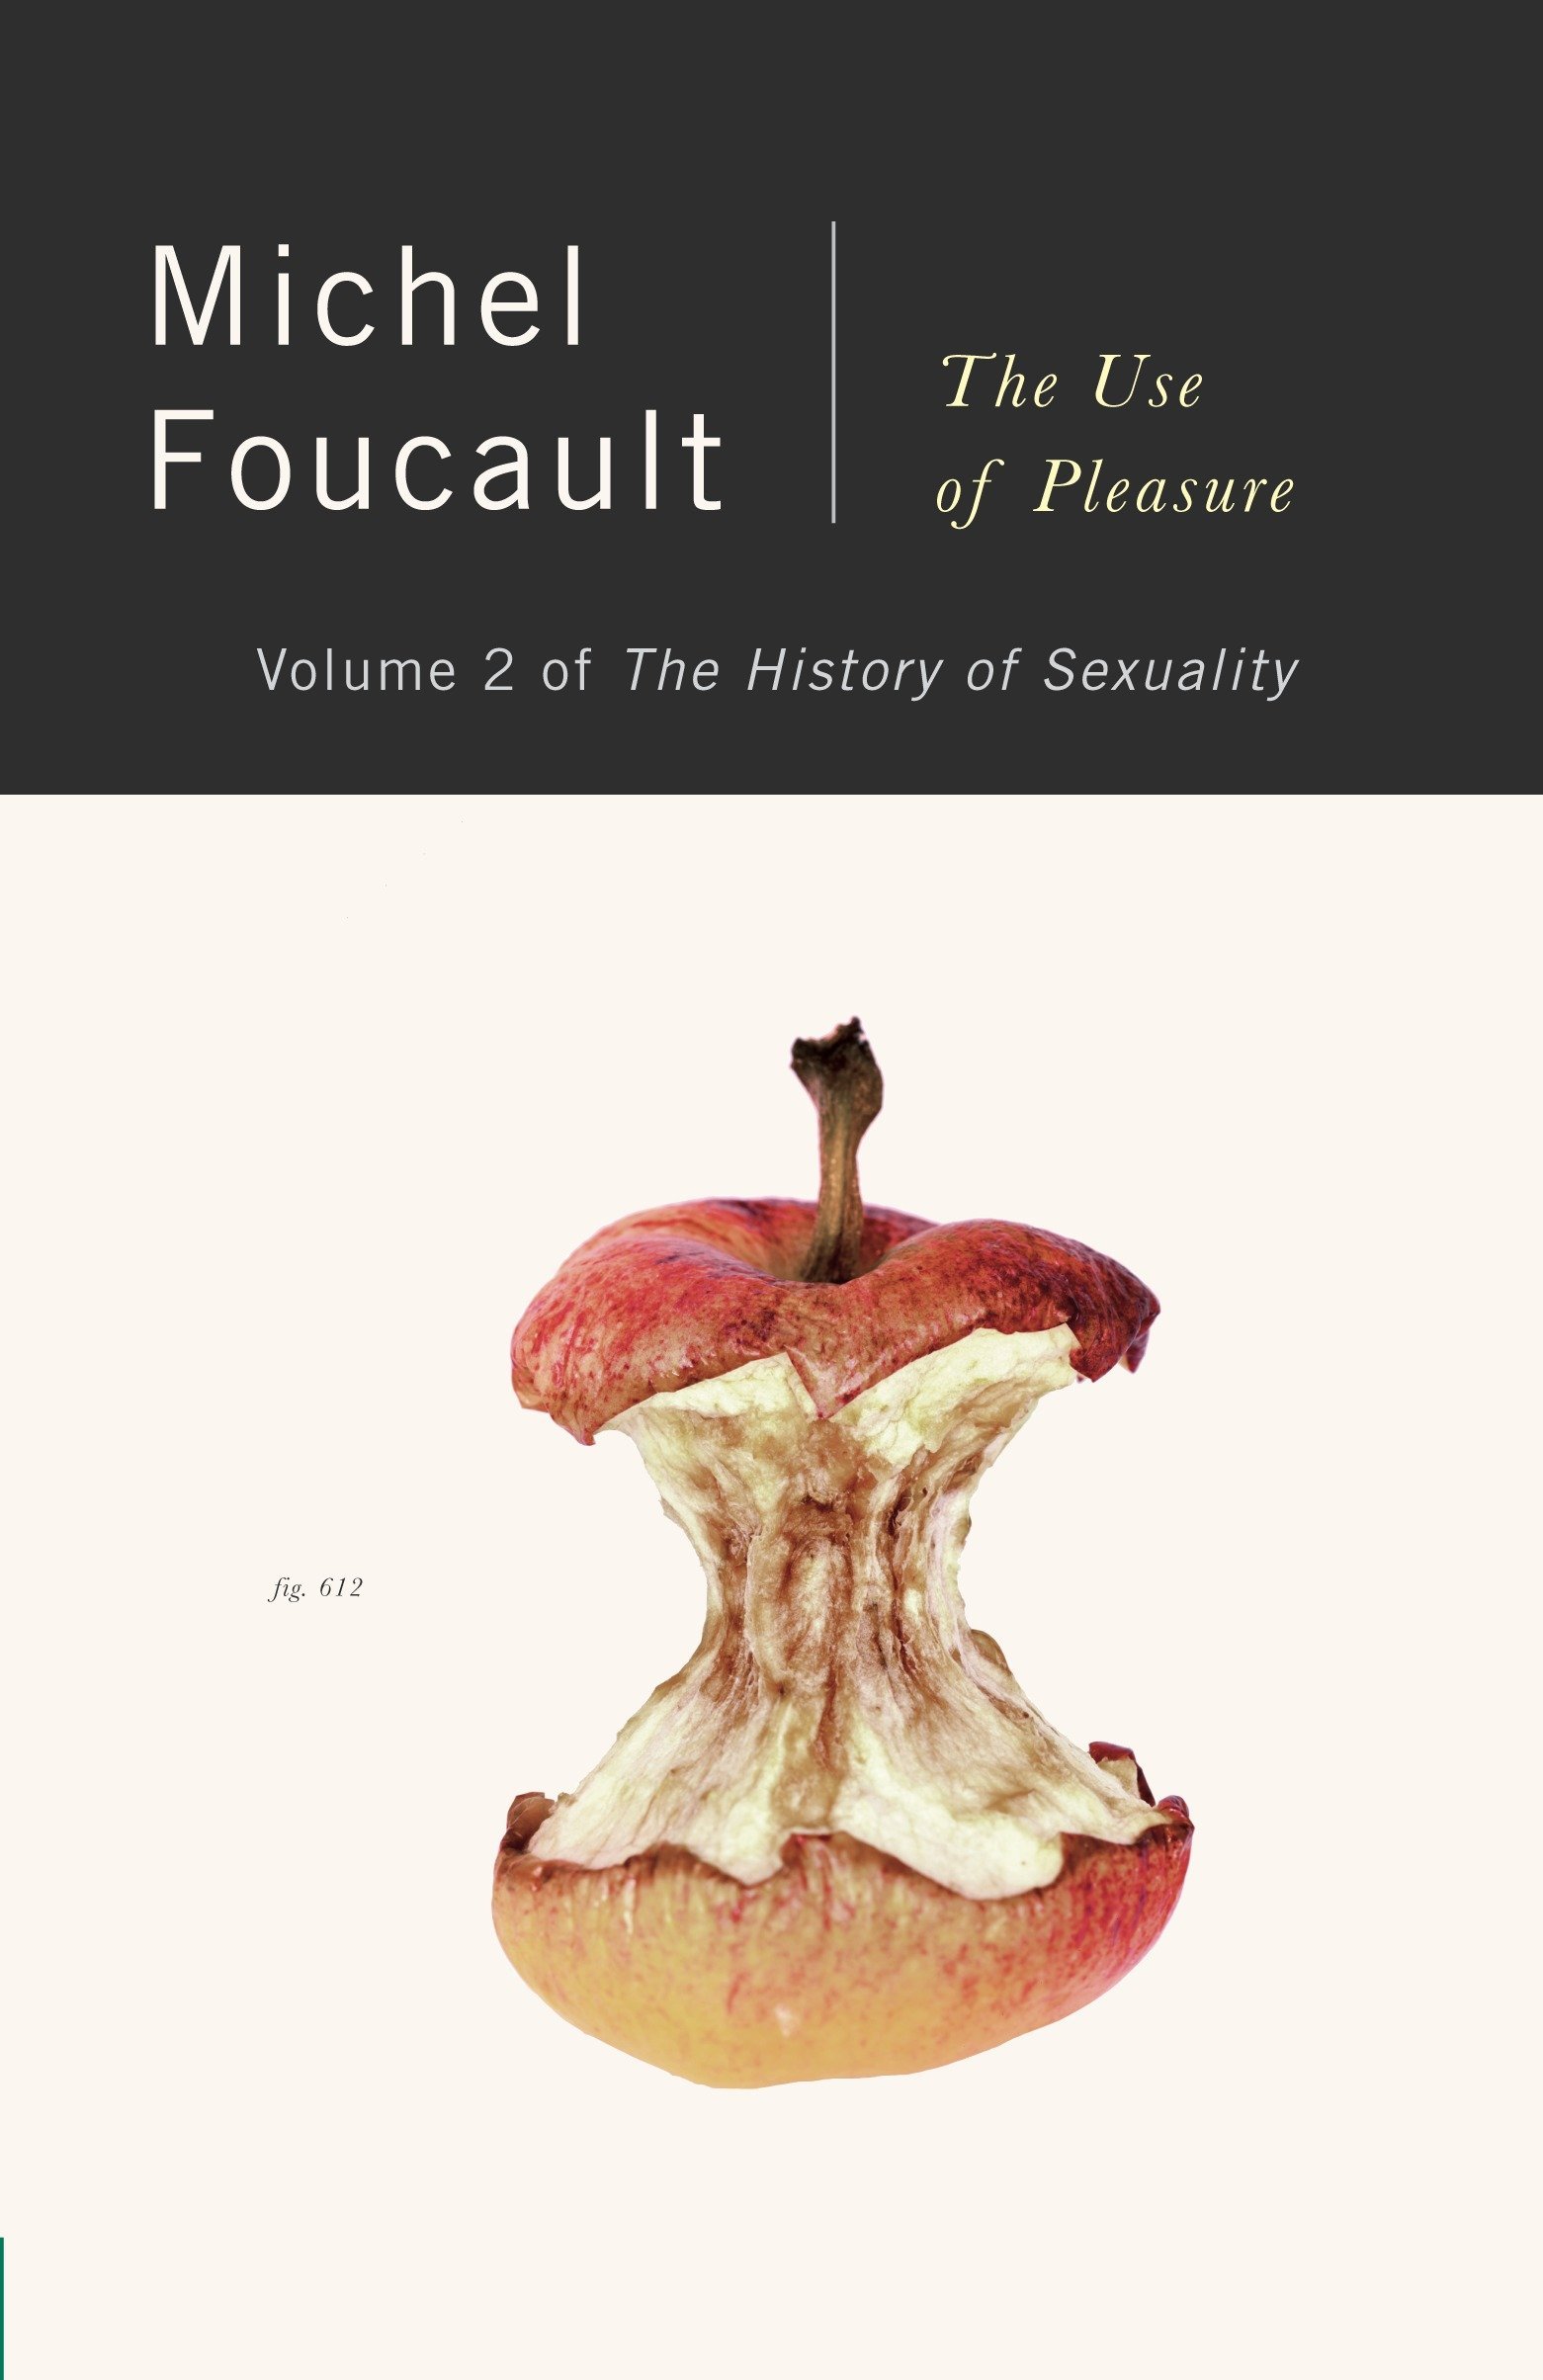 Michel
Foucault
The Use
of Pleasure
Volume 2 of The History of Sexuality
fig. 612